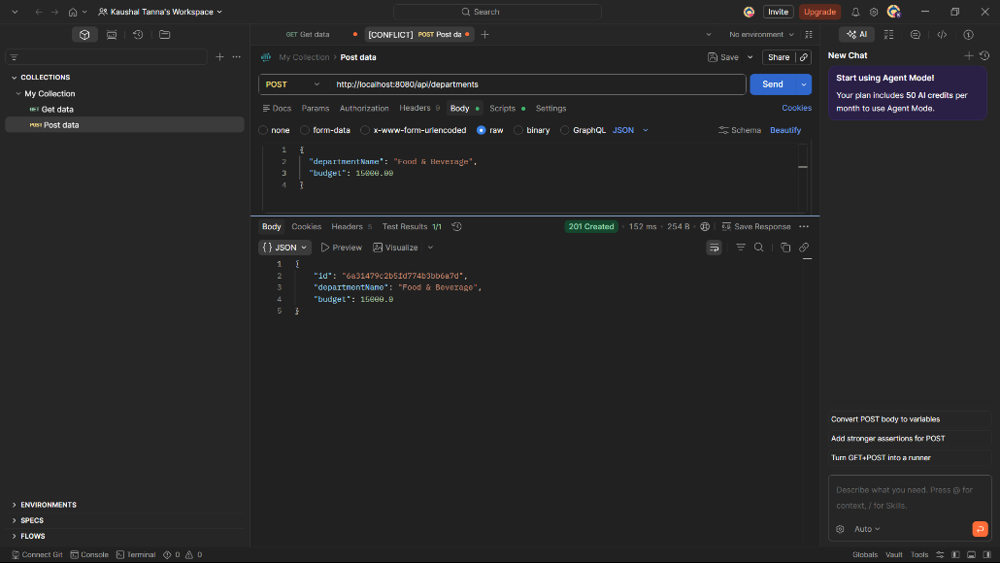 Kaushal Tanna's Workspace
Search
Invite
Upgrade
GET Get data
[CONFLICT] POST Post da
No environment
AI
COLLECTIONS
My Collection
GET Get data
POST Post data
My Collection > Post data
Save
Share
POST
http://localhost:8080/api/departments
Send
Docs
Params
Authorization
Headers 9
Body
Scripts
Settings
Cookies
none
form-data
x-www-form-urlencoded
raw
binary
GraphQL
JSON
Schema
Beautify
1 {
2 "departmentName": "Food & Beverage",
3 "budget": 15000.00
4 }
Body
Cookies
Headers 5
Test Results 1/1
201 Created
152 ms
254 B
Save Response
{ } JSON
Preview
Visualize
1 {
2 "id": "6a31479c2b51d774b3bb6a7d",
3 "departmentName": "Food & Beverage",
4 "budget": 15000.0
5 }
New Chat
Start using Agent Mode!
Your plan includes 50 AI credits per
month to use Agent Mode.
Convert POST body to variables
Add stronger assertions for POST
Turn GET+POST into a runner
Describe what you need. Press @ for
context, / for Skills.
Auto
ENVIRONMENTS
SPECS
FLOWS
Connect Git
Console
Terminal
0
0
Globals
Vault
Tools